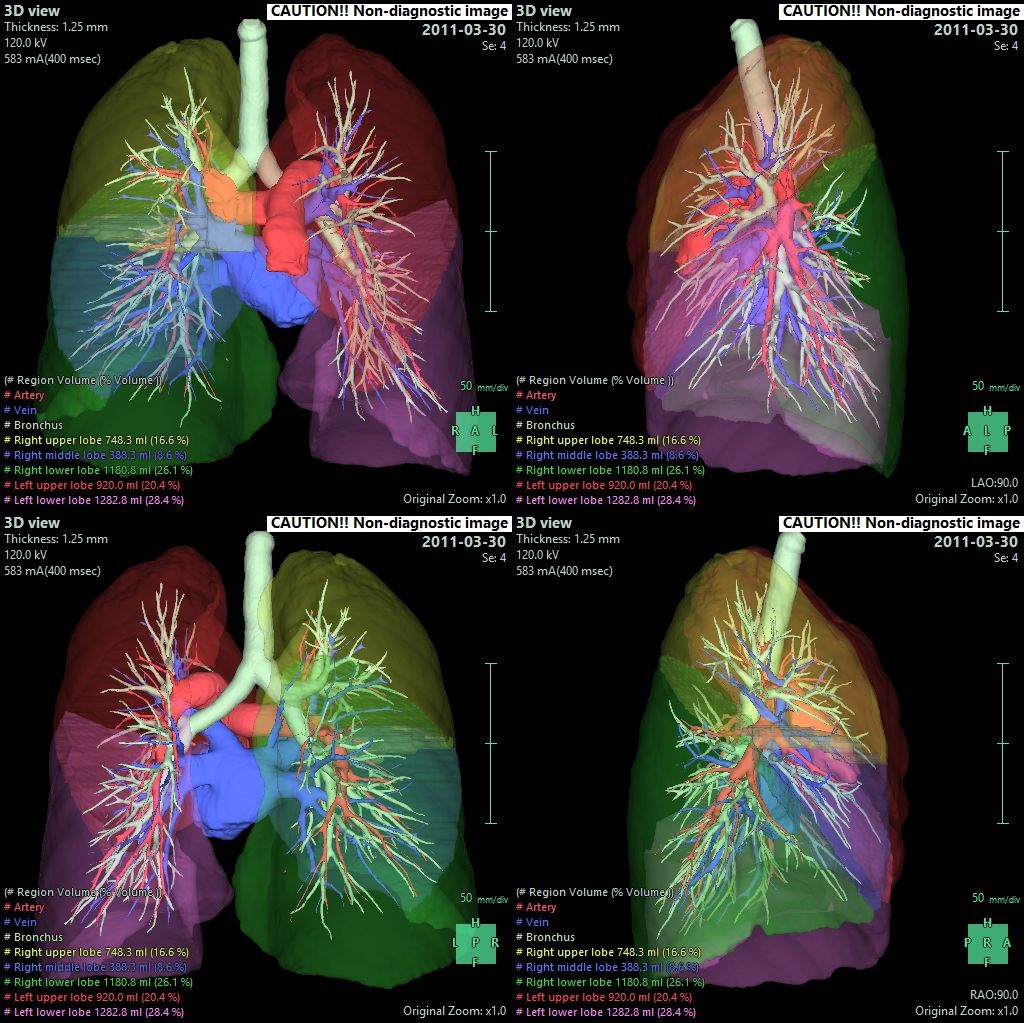 3D view
CAUTION!! Non-diagnostic image
Thickness: 1.25 mm
2011-03-30
120.0 kV
Se: 4
583 mA(400 msec)
(# Region Volume (% Volume ))
50 mm/div
# Artery
# Vein
H
# Bronchus
R A L
# Right upper lobe 748.3 ml (16.6 %)
F
# Right middle lobe 388.3 ml (8.6 %)
# Right lower lobe 1180.8 ml (26.1 %)
# Left upper lobe 920.0 ml (20.4 %)
# Left lower lobe 1282.8 ml (28.4 %)
Original Zoom: x1.0
3D view
CAUTION!! Non-diagnostic image
Thickness: 1.25 mm
2011-03-30
120.0 kV
Se: 4
583 mA(400 msec)
(# Region Volume (% Volume ))
50 mm/div
# Artery
# Vein
H
# Bronchus
A L P
# Right upper lobe 748.3 ml (16.6 %)
F
# Right middle lobe 388.3 ml (8.6 %)
# Right lower lobe 1180.8 ml (26.1 %)
LAO:90.0
# Left upper lobe 920.0 ml (20.4 %)
# Left lower lobe 1282.8 ml (28.4 %)
Original Zoom: x1.0
3D view
CAUTION!! Non-diagnostic image
Thickness: 1.25 mm
2011-03-30
120.0 kV
Se: 4
583 mA(400 msec)
(# Region Volume (% Volume ))
50 mm/div
# Artery
# Vein
H
# Bronchus
L P R
# Right upper lobe 748.3 ml (16.6 %)
F
# Right middle lobe 388.3 ml (8.6 %)
# Right lower lobe 1180.8 ml (26.1 %)
# Left upper lobe 920.0 ml (20.4 %)
# Left lower lobe 1282.8 ml (28.4 %)
Original Zoom: x1.0
3D view
CAUTION!! Non-diagnostic image
Thickness: 1.25 mm
2011-03-30
120.0 kV
Se: 4
583 mA(400 msec)
(# Region Volume (% Volume ))
50 mm/div
# Artery
# Vein
H
# Bronchus
P R A
# Right upper lobe 748.3 ml (16.6 %)
F
# Right middle lobe 388.3 ml (8.6 %)
# Right lower lobe 1180.8 ml (26.1 %)
RAO:90.0
# Left upper lobe 920.0 ml (20.4 %)
# Left lower lobe 1282.8 ml (28.4 %)
Original Zoom: x1.0